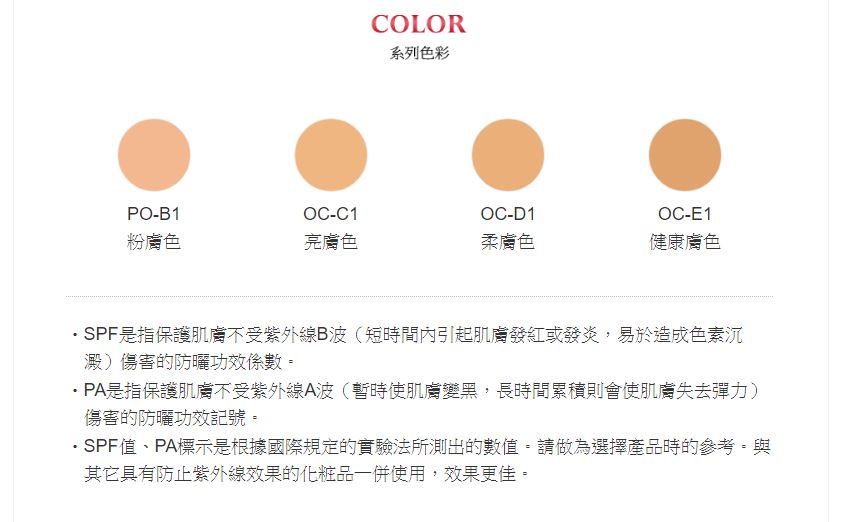 COLOR
系列色彩
PO-B1
OC-C1
OC-D1
OC-E1
粉膚色
亮膚色
柔膚色
健康膚色
・SPF是指保護肌膚不受紫外線B波（短時間內引起肌膚發紅或發炎，易於造成色素沉
澱）傷害的防曬功效係數。
・PA是指保護肌膚不受紫外線A波（暫時使肌膚變黑，長時間累積則會使肌膚失去彈力）
傷害的防曬功效記號。
・SPF值、PA標示是根據國際規定的實驗法所測出的數值。請做為選擇產品時的參考。與
其它具有防止紫外線效果的化粧品一併使用，效果更佳。